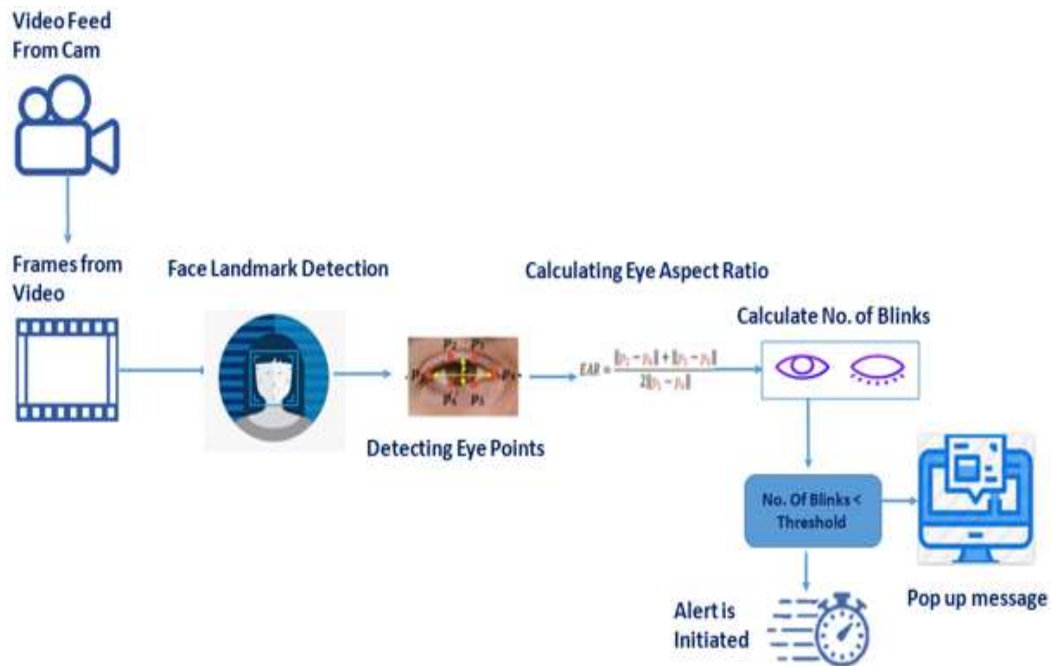 Video Feed
From Cam
Frames from
Video
Face Landmark Detection
Calculating Eye Aspect Ratio
Calculate No. of Blinks
EAR =
Detecting Eye Points
No. Of Blinks <
Threshold
Alert is
Initiated
Pop up message